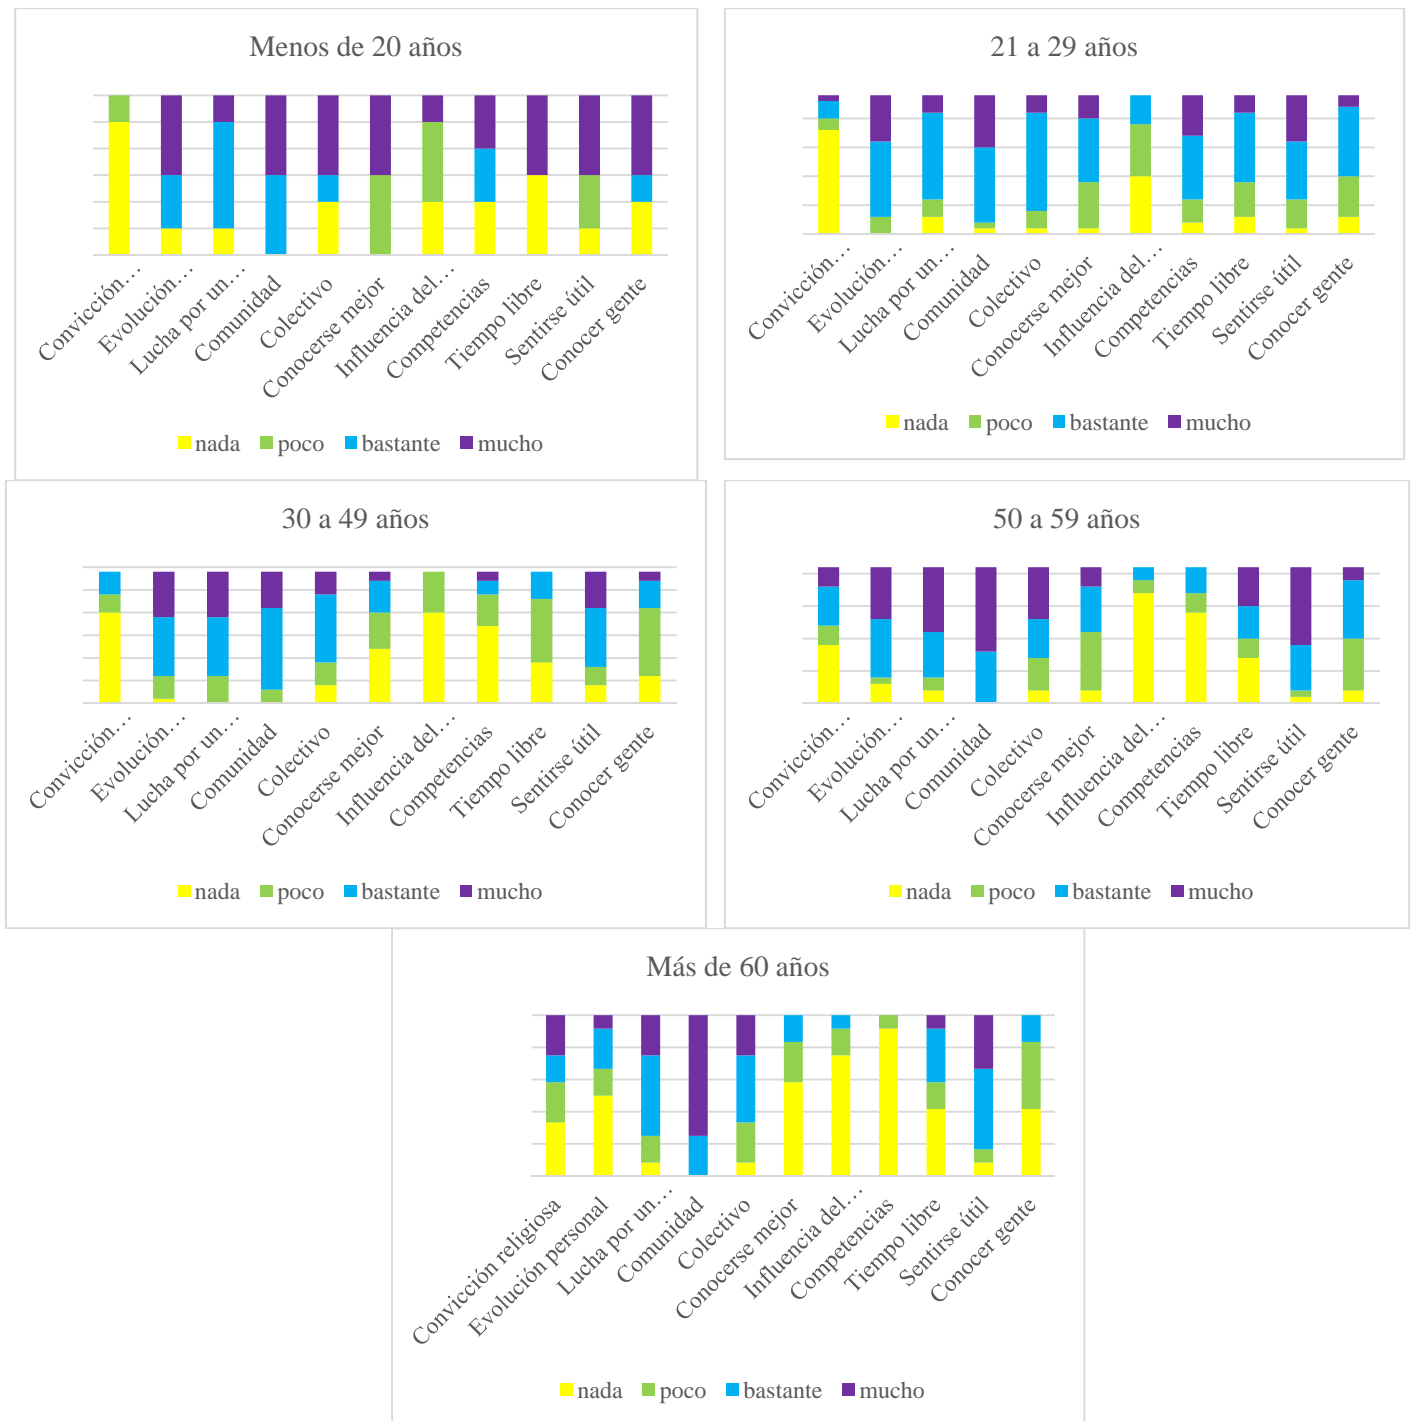 Menos de 20 años
Convicción…
Evolución…
Lucha por un…
Comunidad
Colectivo
Conocerse mejor
Influencia del…
Competencias
Tiempo libre
Sentirse útil
Conocer gente
nada poco bastante mucho
21 a 29 años
Convicción…
Evolución…
Lucha por un…
Comunidad
Colectivo
Conocerse mejor
Influencia del…
Competencias
Tiempo libre
Sentirse útil
Conocer gente
nada poco bastante mucho
30 a 49 años
Convicción…
Evolución…
Lucha por un…
Comunidad
Colectivo
Conocerse mejor
Influencia del…
Competencias
Tiempo libre
Sentirse útil
Conocer gente
nada poco bastante mucho
50 a 59 años
Convicción…
Evolución…
Lucha por un…
Comunidad
Colectivo
Conocerse mejor
Influencia del…
Competencias
Tiempo libre
Sentirse útil
Conocer gente
nada poco bastante mucho
Más de 60 años
Convicción religiosa
Evolución personal
Lucha por un…
Comunidad
Colectivo
Conocerse mejor
Influencia del…
Competencias
Tiempo libre
Sentirse útil
Conocer gente
nada poco bastante mucho